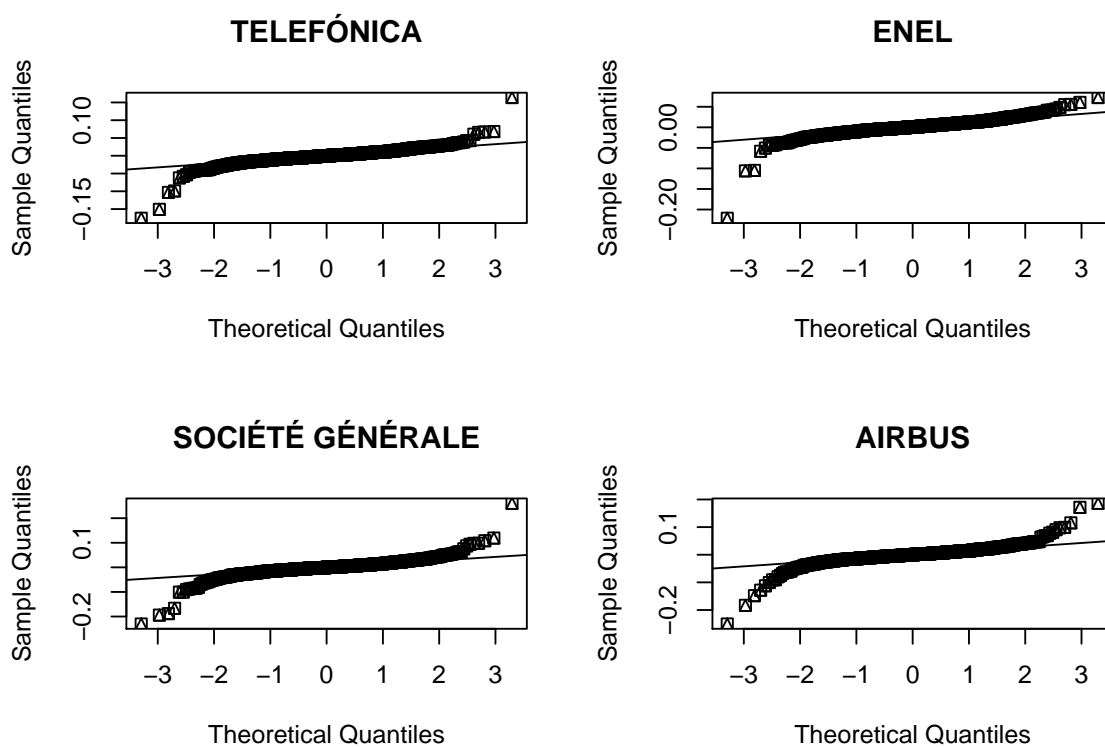 TELEFÓNICA
Sample Quantiles
0.10
−0.15
−3 −2 −1 0 1 2 3
Theoretical Quantiles
ENEL
Sample Quantiles
0.00
−0.20
−3 −2 −1 0 1 2 3
Theoretical Quantiles
SOCIÉTÉ GÉNÉRALE
Sample Quantiles
0.1
−0.2
−3 −2 −1 0 1 2 3
Theoretical Quantiles
AIRBUS
Sample Quantiles
0.1
−0.2
−3 −2 −1 0 1 2 3
Theoretical Quantiles